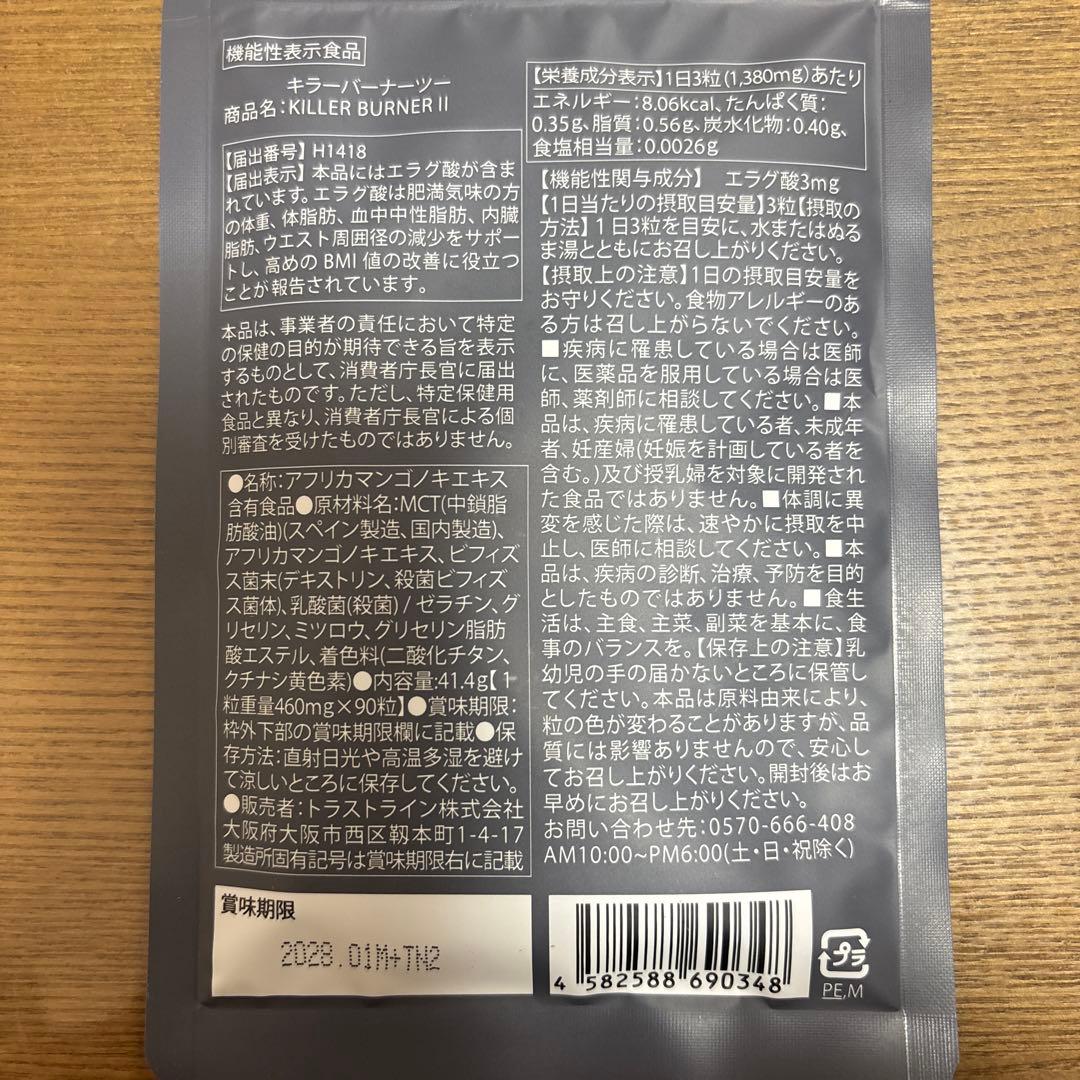 機能性表示食品
キラーバーナーツー
商品名:KILLER BURNER II
【届出番号】H1418
【届出表示】本品にはエラグ酸が含ま
れています。エラグ酸は肥満気味の方
の体重、体脂肪、血中中性脂肪、内臓
脂肪、ウエスト周囲径の減少をサポー
トし、高めのBMI値の改善に役立つ
ことが報告されています。
本品は、事業者の責任において特定
の保健の目的が期待できる旨を表示
するものとして、消費者庁長官に届出
されたものです。ただし、特定保健用
食品と異なり、消費者庁長官による個
別審査を受けたものではありません。
●名称:アフリカマンゴノキエキス
含有食品●原材料名:MCT(中鎖脂
肪酸油)(スペイン製造、国内製造)、
アフリカマンゴノキエキス、ビフィズ
ス菌末(デキストリン、殺菌ビフィズ
ス菌体)、乳酸菌(殺菌)/ゼラチン、グ
リセリン、ミツロウ、グリセリン脂肪
酸エステル、着色料(二酸化チタン、
クチナシ黄色素)●内容量:41.4g【1
粒重量460mg×90粒】●賞味期限:
枠外下部の賞味期限欄に記載●保
存方法:直射日光や高温多湿を避け
て涼しいところに保存してください。
●販売者:トラストライン株式会社
大阪府大阪市西区靱本町1-4-17
製造所固有記号は賞味期限右に記載
賞味期限
2028.01M+TN2
【栄養成分表示】1日3粒(1,380mg)あたり
エネルギー:8.06kcal、たんぱく質:
0.35g、脂質:0.56g、炭水化物:0.40g、
食塩相当量:0.0026g
【機能性関与成分】 エラグ酸3mg
【1日当たりの摂取目安量】3粒【摂取の
方法】1日3粒を目安に、水またはぬる
ま湯とともにお召し上がりください。
【摂取上の注意】1日の摂取目安量を
お守りください。食物アレルギーのあ
る方は召し上がらないでください。
■疾病に罹患している場合は医師
に、医薬品を服用している場合は医
師、薬剤師に相談してください。■本
品は、疾病に罹患している者、未成年
者、妊産婦(妊娠を計画している者を
含む。)及び授乳婦を対象に開発され
た食品ではありません。■体調に異
変を感じた際は、速やかに摂取を中
止し、医師に相談してください。■本
品は、疾病の診断、治療、予防を目的
としたものではありません。■食生
活は、主食、主菜、副菜を基本に、食
事のバランスを。【保存上の注意】乳
幼児の手の届かないところに保管し
てください。本品は原料由来により、
粒の色が変わることがありますが、品
質には影響ありませんので、安心し
てお召し上がりください。開封後はお
早めにお召し上がりください。
お問い合わせ先:0570-666-408
AM10:00~PM6:00(土・日・祝除く)
4 582588 690348
プラ
PE,M